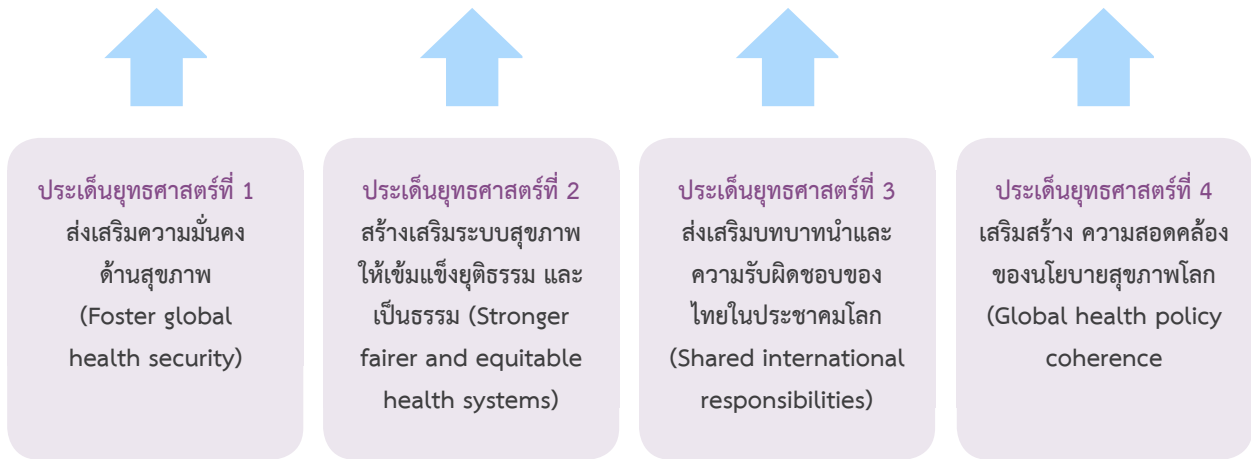 ประเด็นยุทธศาสตร์ที่ 1
ส่งเสริมความมั่นคง
ด้านสุขภาพ
(Foster global
health security)
ประเด็นยุทธศาสตร์ที่ 2
สร้างเสริมระบบสุขภาพ
ให้เข้มแข็งยุติธรรม และ
เป็นธรรม (Stronger
fairer and equitable
health systems)
ประเด็นยุทธศาสตร์ที่ 3
ส่งเสริมบทบาทนำและ
ความรับผิดชอบของ
ไทยในประชาคมโลก
(Shared international
responsibilities)
ประเด็นยุทธศาสตร์ที่ 4
เสริมสร้าง ความสอดคล้อง
ของนโยบายสุขภาพโลก
(Global health policy
coherence